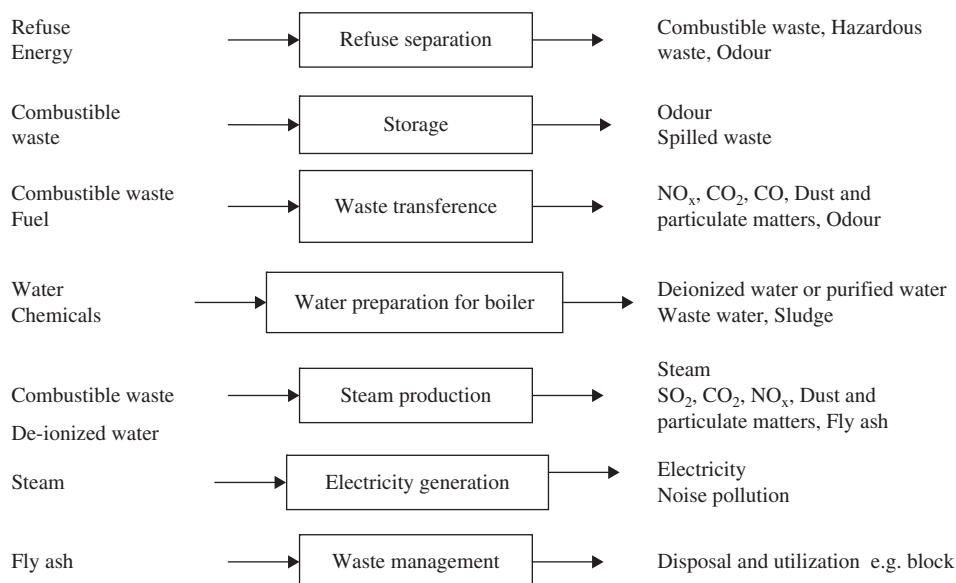 Refuse
Energy
Refuse separation
Combustible waste, Hazardous
waste, Odour
Combustible
waste
Storage
Odour
Spilled waste
Combustible waste
Fuel
Waste transference
NOx, CO2, CO, Dust and
particulate matters, Odour
Water
Chemicals
Water preparation for boiler
Deionized water or purified water
Waste water, Sludge
Combustible waste
De-ionized water
Steam production
Steam
SO2, CO2, NOx, Dust and
particulate matters, Fly ash
Steam
Electricity generation
Electricity
Noise pollution
Fly ash
Waste management
Disposal and utilization e.g. block